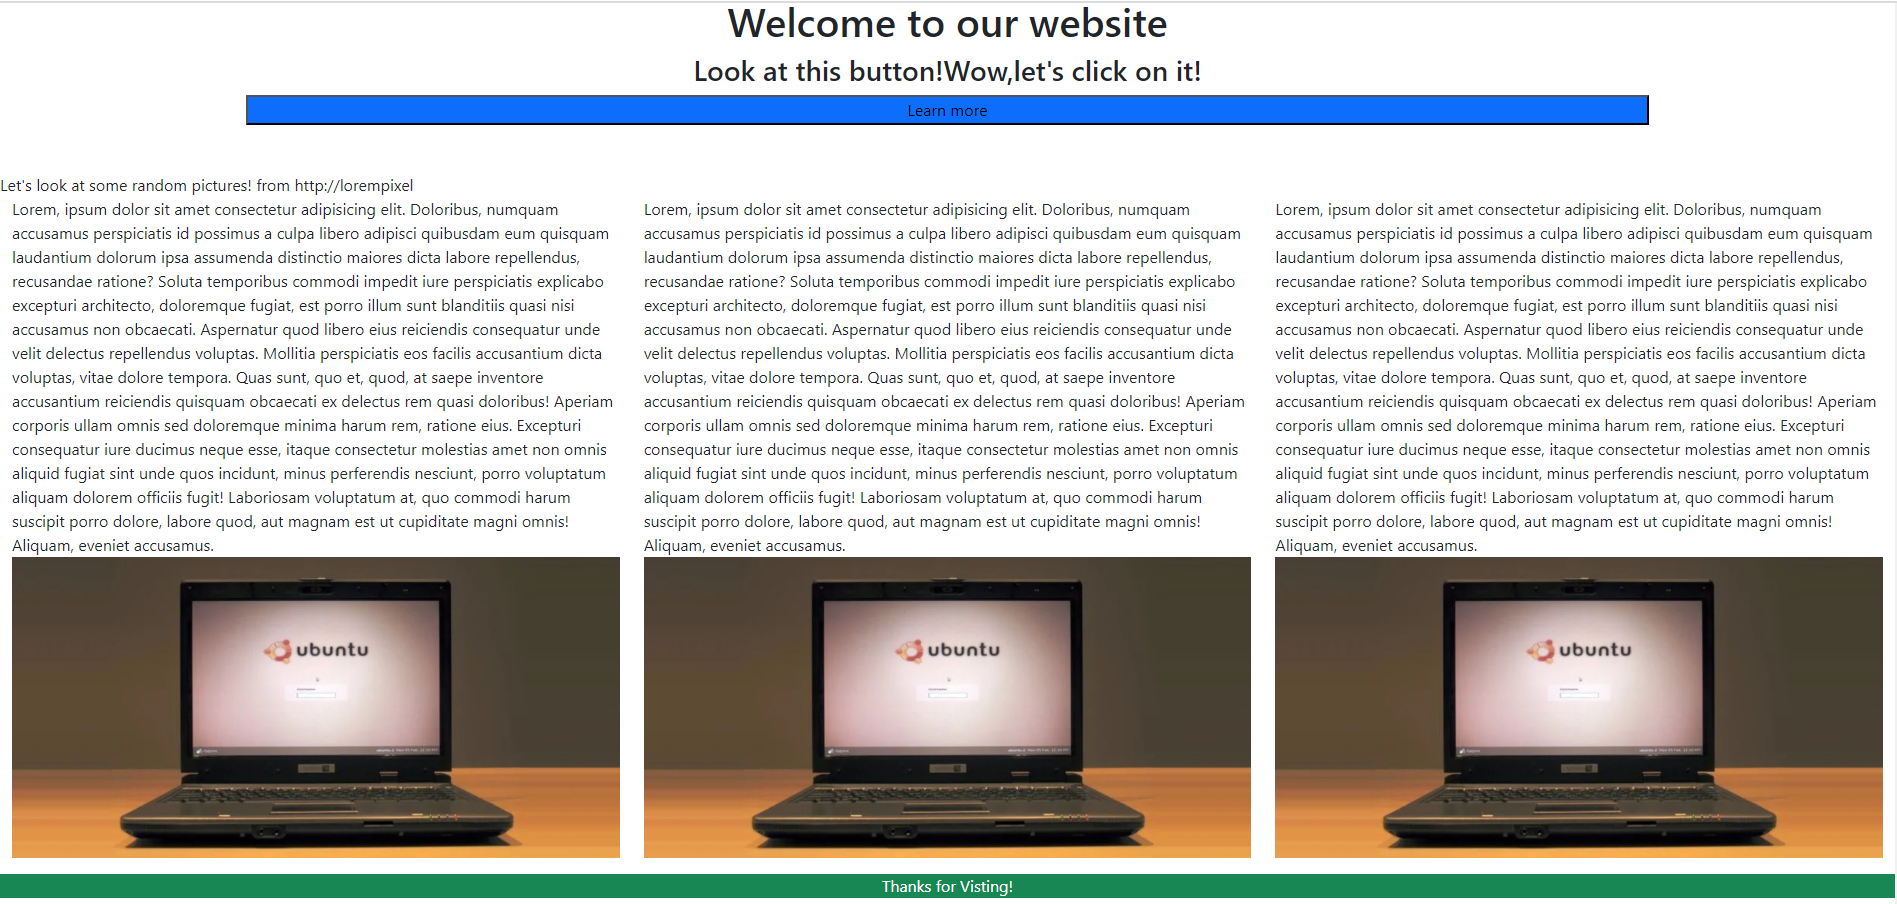 Welcome to our website
Look at this button!Wow,let's click on it!
Learn more
Let's look at some random pictures! from http://lorempixel
Lorem, ipsum dolor sit amet consectetur adipisicing elit. Doloribus, numquam
accusamus perspiciatis id possimus a culpa libero adipisci quibusdam eum quisquam
laudantium dolorum ipsa assumenda distinctio maiores dicta labore repellendus,
recusandae ratione? Soluta temporibus commodi impedit iure perspiciatis explicabo
excepturi architecto, doloremque fugiat, est porro illum sunt blanditiis quasi nisi
accusamus non obcaecati. Aspernatur quod libero eius reiciendis consequatur unde
velit delectus repellendus voluptas. Mollitia perspiciatis eos facilis accusantium dicta
voluptas, vitae dolore tempora. Quas sunt, quo et, quod, at saepe inventore
accusantium reiciendis quisquam obcaecati ex delectus rem quasi doloribus! Aperiam
corporis ullam omnis sed doloremque minima harum rem, ratione eius. Excepturi
consequatur iure ducimus neque esse, itaque consectetur molestias amet non omnis
aliquid fugiat sint unde quos incidunt, minus perferendis nesciunt, porro voluptatum
aliquam dolorem officiis fugit! Laboriosam voluptatum at, quo commodi harum
suscipit porro dolore, labore quod, aut magnam est ut cupiditate magni omnis!
Aliquam, eveniet accusamus.
ubuntu
Lorem, ipsum dolor sit amet consectetur adipisicing elit. Doloribus, numquam
accusamus perspiciatis id possimus a culpa libero adipisci quibusdam eum quisquam
laudantium dolorum ipsa assumenda distinctio maiores dicta labore repellendus,
recusandae ratione? Soluta temporibus commodi impedit iure perspiciatis explicabo
excepturi architecto, doloremque fugiat, est porro illum sunt blanditiis quasi nisi
accusamus non obcaecati. Aspernatur quod libero eius reiciendis consequatur unde
velit delectus repellendus voluptas. Mollitia perspiciatis eos facilis accusantium dicta
voluptas, vitae dolore tempora. Quas sunt, quo et, quod, at saepe inventore
accusantium reiciendis quisquam obcaecati ex delectus rem quasi doloribus! Aperiam
corporis ullam omnis sed doloremque minima harum rem, ratione eius. Excepturi
consequatur iure ducimus neque esse, itaque consectetur molestias amet non omnis
aliquid fugiat sint unde quos incidunt, minus perferendis nesciunt, porro voluptatum
aliquam dolorem officiis fugit! Laboriosam voluptatum at, quo commodi harum
suscipit porro dolore, labore quod, aut magnam est ut cupiditate magni omnis!
Aliquam, eveniet accusamus.
ubuntu
Lorem, ipsum dolor sit amet consectetur adipisicing elit. Doloribus, numquam
accusamus perspiciatis id possimus a culpa libero adipisci quibusdam eum quisquam
laudantium dolorum ipsa assumenda distinctio maiores dicta labore repellendus,
recusandae ratione? Soluta temporibus commodi impedit iure perspiciatis explicabo
excepturi architecto, doloremque fugiat, est porro illum sunt blanditiis quasi nisi
accusamus non obcaecati. Aspernatur quod libero eius reiciendis consequatur unde
velit delectus repellendus voluptas. Mollitia perspiciatis eos facilis accusantium dicta
voluptas, vitae dolore tempora. Quas sunt, quo et, quod, at saepe inventore
accusantium reiciendis quisquam obcaecati ex delectus rem quasi doloribus! Aperiam
corporis ullam omnis sed doloremque minima harum rem, ratione eius. Excepturi
consequatur iure ducimus neque esse, itaque consectetur molestias amet non omnis
aliquid fugiat sint unde quos incidunt, minus perferendis nesciunt, porro voluptatum
aliquam dolorem officiis fugit! Laboriosam voluptatum at, quo commodi harum
suscipit porro dolore, labore quod, aut magnam est ut cupiditate magni omnis!
Aliquam, eveniet accusamus.
ubuntu
Thanks for Visting!